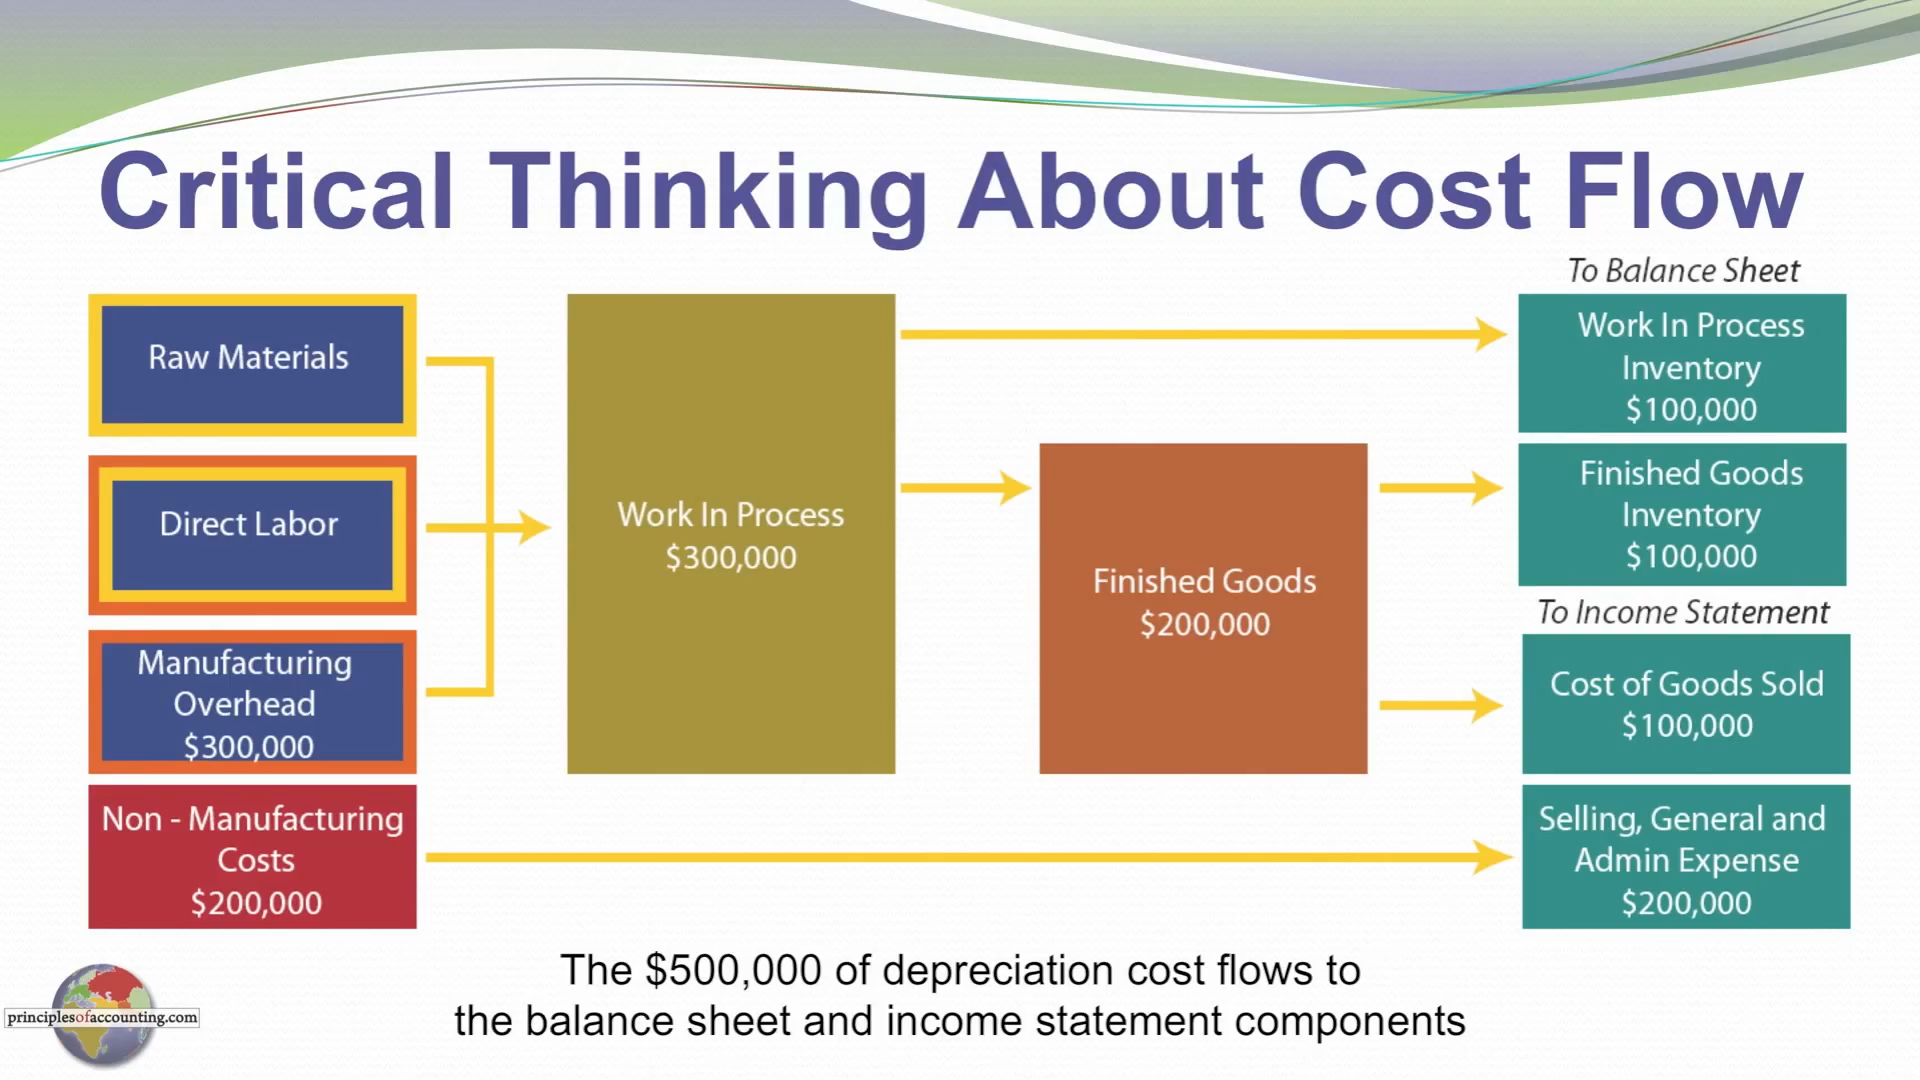 Critical Thinking About Cost Flow
To Balance Sheet
Raw Materials
Direct Labor
Manufacturing
Overhead
$300,000
Non - Manufacturing
Costs
$200,000
Work In Process
$300,000
Finished Goods
$200,000
Work In Process
Inventory
$100,000
Finished Goods
Inventory
$100,000
To Income Statement
Cost of Goods Sold
$100,000
Selling, General and
Admin Expense
$200,000
The $500,000 of depreciation cost flows to
the balance sheet and income statement components
principlesofaccounting.com